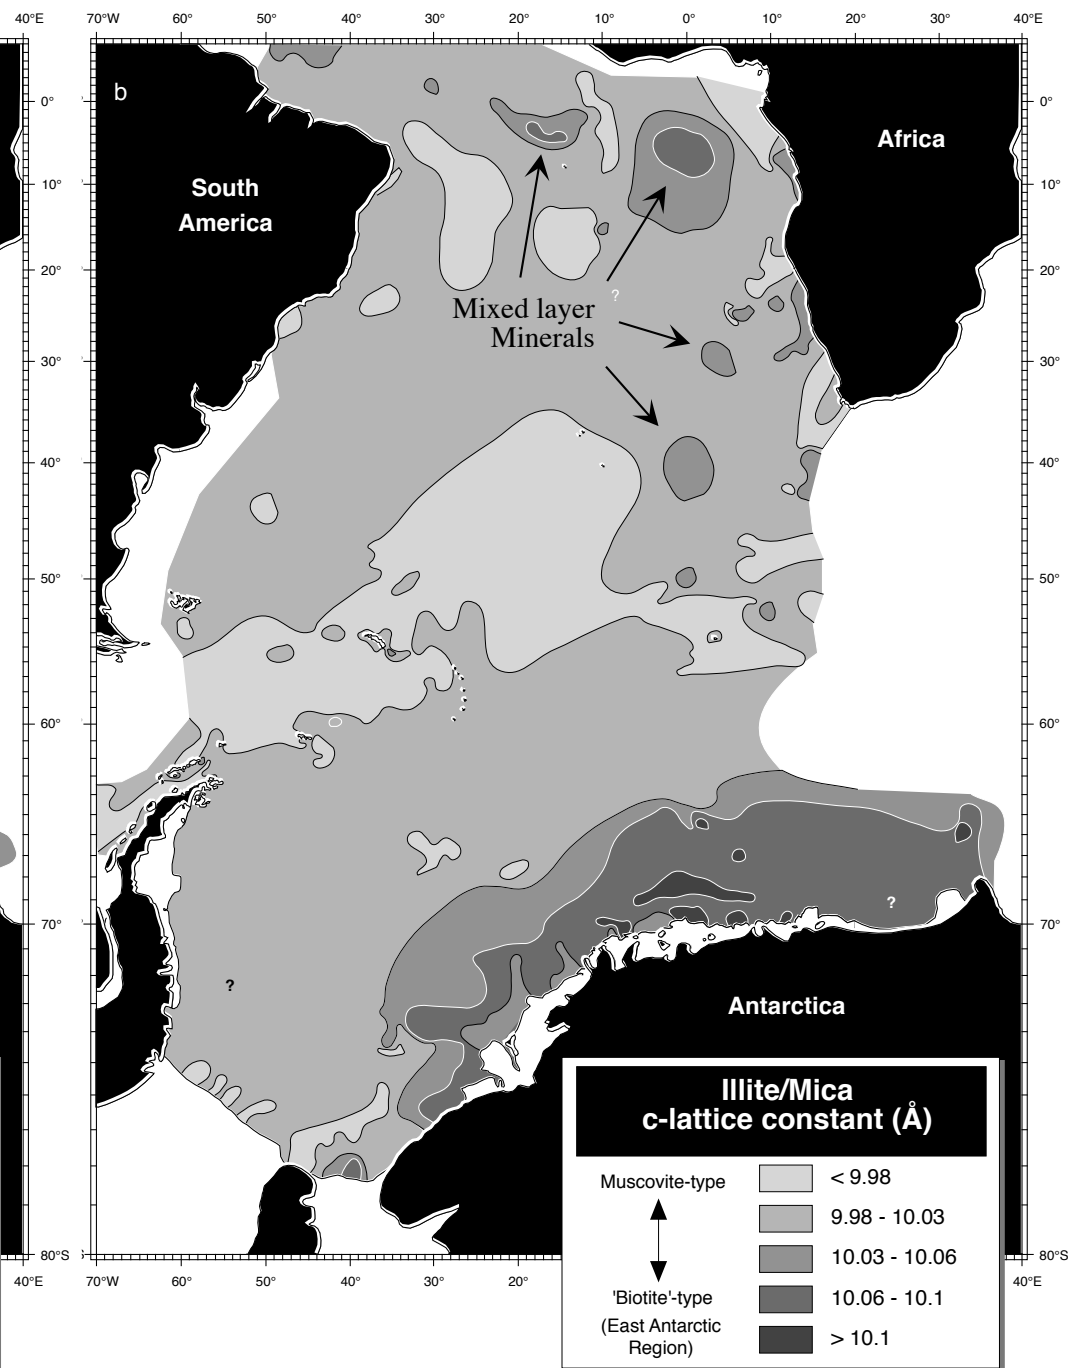 40°E 70°W 60° 50° 40° 30° 20° 10° 0° 10° 20° 30° 40°E
b
0° 0°
Africa
10° South 10°
America
20° 20°
?
Mixed layer
Minerals
30° 30°
40° 40°
50° 50°
60° 60°
?
70° 70°
?
Antarctica
Illite/Mica
c-lattice constant (Å)
Muscovite-type < 9.98
9.98 - 10.03
10.03 - 10.06
'Biotite'-type 10.06 - 10.1
(East Antarctic
Region) > 10.1
80°S 80°S
40°E 70°W 60° 50° 40° 30° 20° 40°E